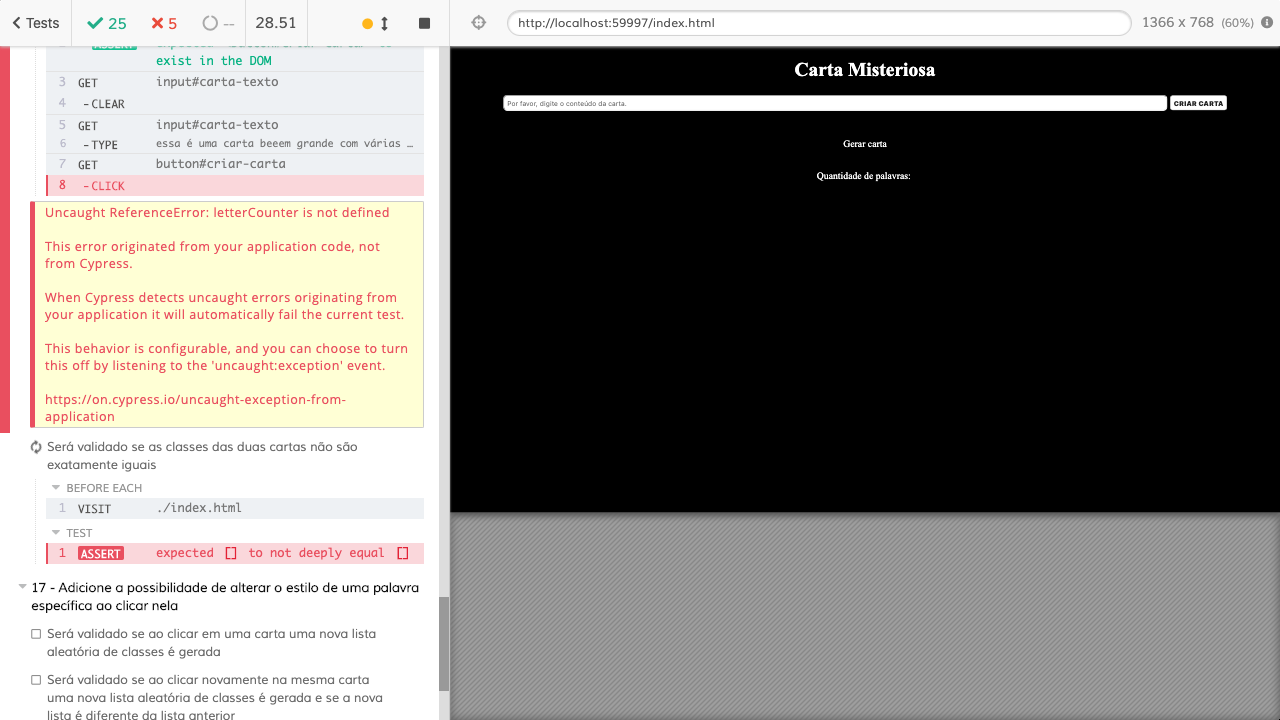 Tests
25
5
--
28.51
http://localhost:59997/index.html
1366 x 768 (60%)
exist in the DOM
3 GET input#carta-texto
4 -CLEAR
5 GET input#carta-texto
6 -TYPE essa é uma carta beeem grande com várias …
7 GET button#criar-carta
8 -CLICK
Uncaught ReferenceError: letterCounter is not defined
This error originated from your application code, not
from Cypress.
When Cypress detects uncaught errors originating from
your application it will automatically fail the current test.
This behavior is configurable, and you can choose to turn
this off by listening to the 'uncaught:exception' event.
https://on.cypress.io/uncaught-exception-from-
application
Será validado se as classes das duas cartas não são
exatamente iguais
BEFORE EACH
1 VISIT ./index.html
TEST
1 ASSERT expected [] to not deeply equal []
17 - Adicione a possibilidade de alterar o estilo de uma palavra
específica ao clicar nela
Será validado se ao clicar em uma carta uma nova lista
aleatória de classes é gerada
Será validado se ao clicar novamente na mesma carta
uma nova lista aleatória de classes é gerada e se a nova
lista é diferente da lista anterior
Carta Misteriosa
Por favor, digite o conteúdo da carta.
CRIAR CARTA
Gerar carta
Quantidade de palavras: